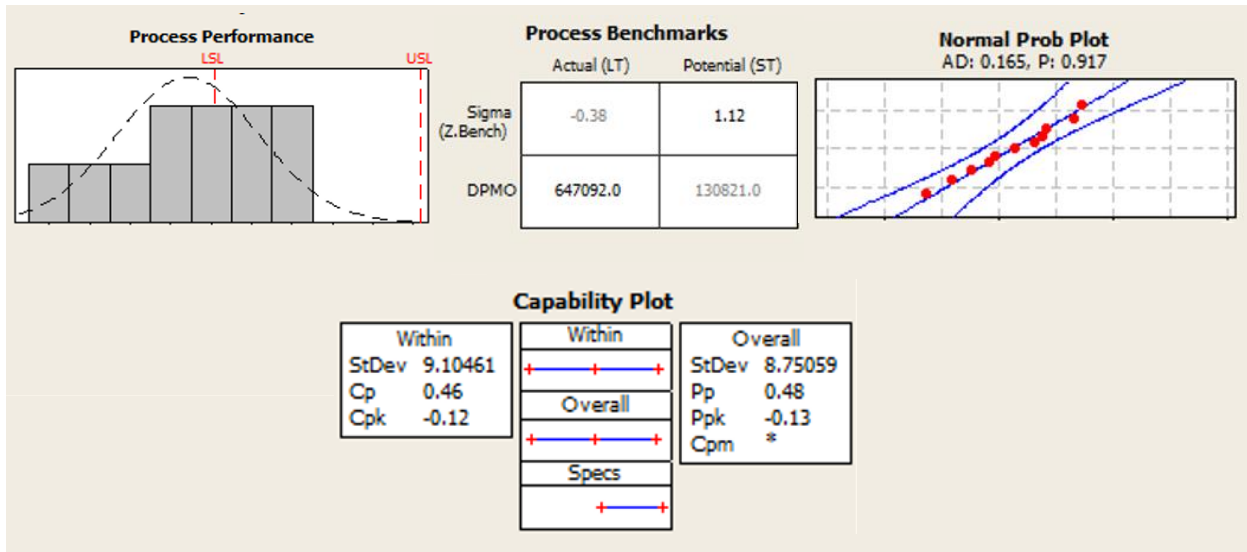 Process Performance
LSL
USL
Process Benchmarks
Actual (LT)
Potential (ST)
Sigma
(Z.Bench)
-0.38
1.12
DPMO
647092.0
130821.0
Normal Prob Plot
AD: 0.165, P: 0.917
Capability Plot
Within
StDev 9.10461
Cp 0.46
Cpk -0.12
Within
Overall
Specs
Overall
StDev 8.75059
Pp 0.48
Ppk -0.13
Cpm *